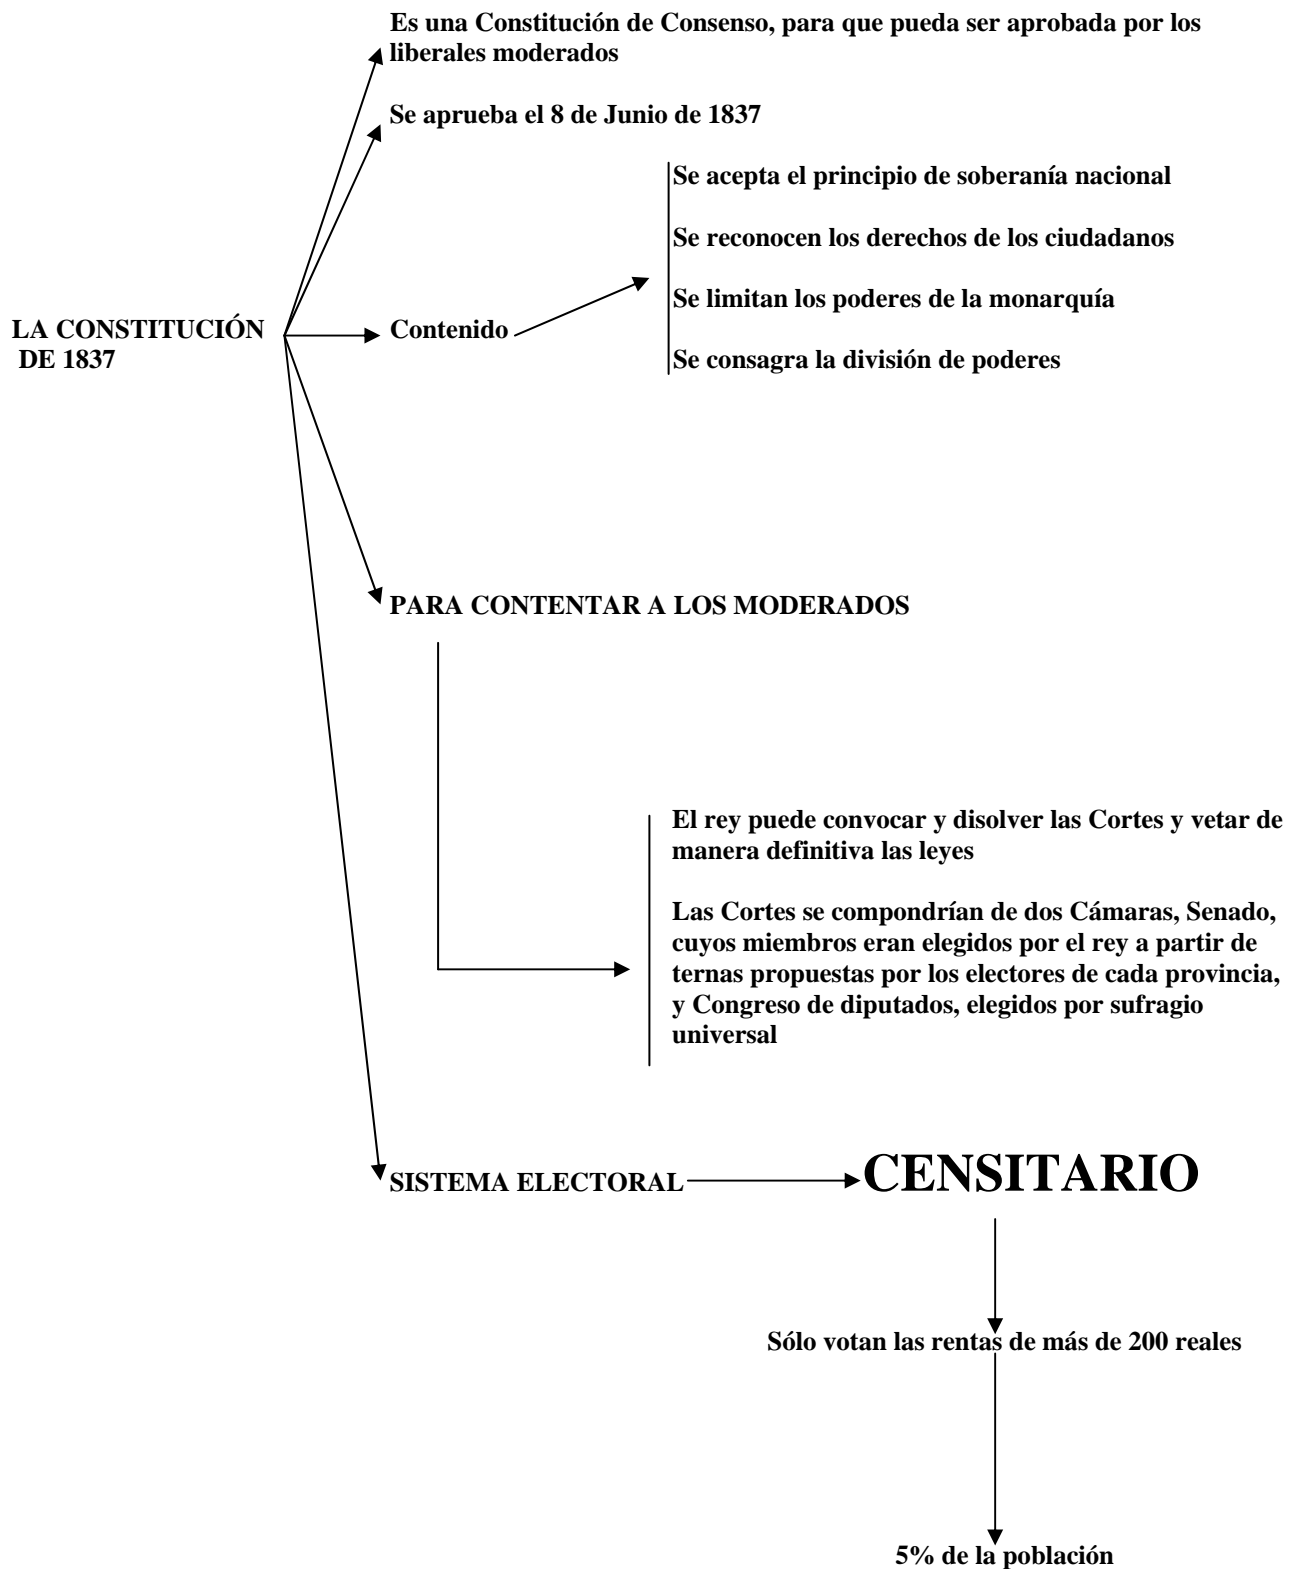 Es una Constitución de Consenso, para que pueda ser aprobada por los
liberales moderados
Se aprueba el 8 de Junio de 1837
Se acepta el principio de soberanía nacional
Se reconocen los derechos de los ciudadanos
Se limitan los poderes de la monarquía
LA CONSTITUCIÓN
DE 1837
Contenido
Se consagra la división de poderes
PARA CONTENTAR A LOS MODERADOS
El rey puede convocar y disolver las Cortes y vetar de
manera definitiva las leyes
Las Cortes se compondrían de dos Cámaras, Senado,
cuyos miembros eran elegidos por el rey a partir de
ternas propuestas por los electores de cada provincia,
y Congreso de diputados, elegidos por sufragio
universal
SISTEMA ELECTORAL
CENSITARIO
Sólo votan las rentas de más de 200 reales
5% de la población